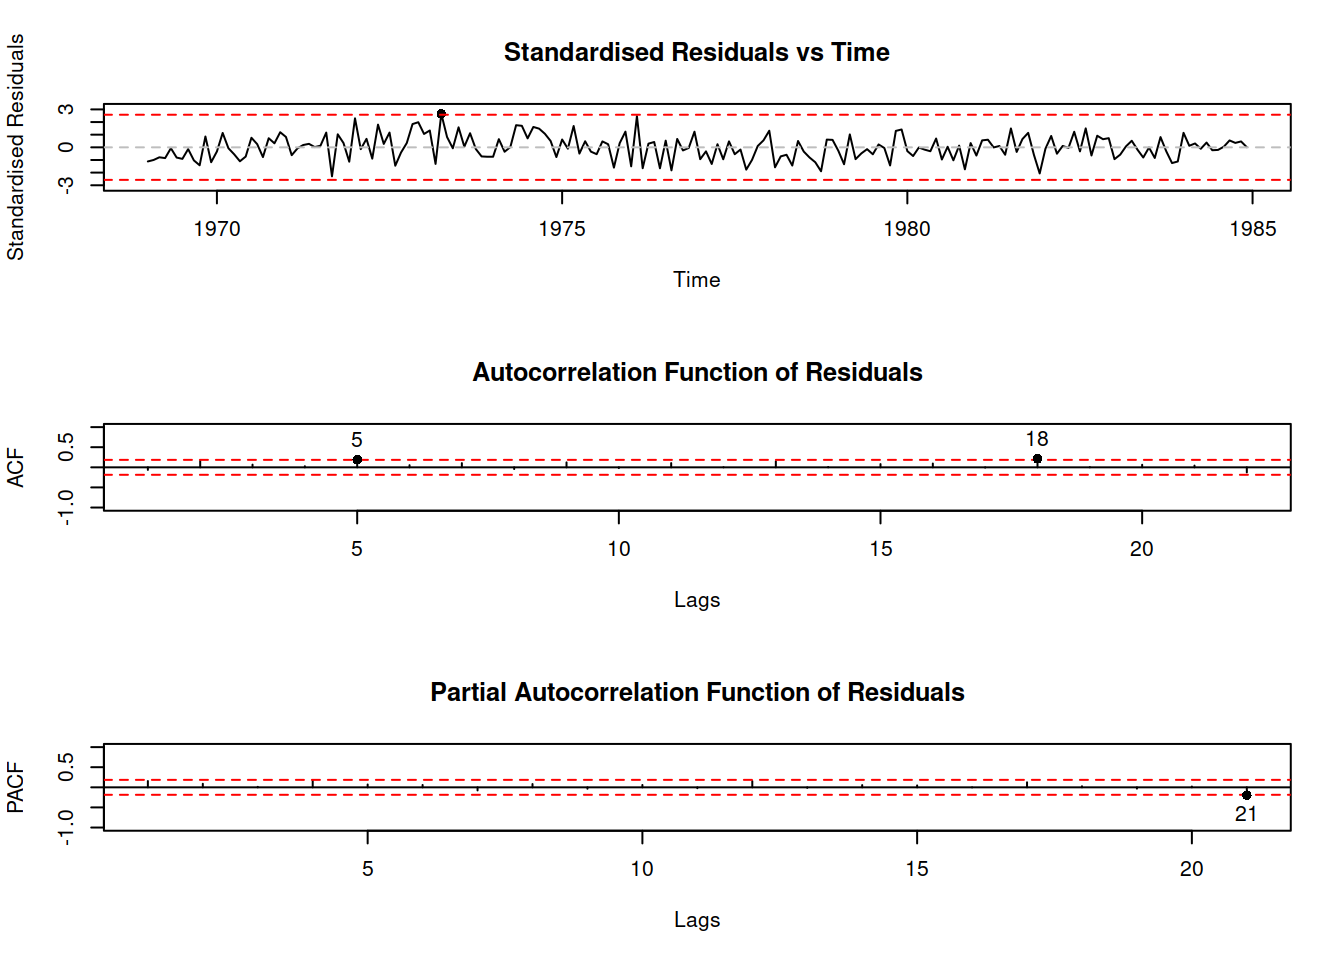 Standardised Residuals vs Time
Standardised Residuals
3
0
-3
1970 1975 1980 1985
Time
Autocorrelation Function of Residuals
ACF
0.5
-1.0
5 18
5 10 15 20
Lags
Partial Autocorrelation Function of Residuals
PACF
0.5
-1.0
21
5 10 15 20
Lags